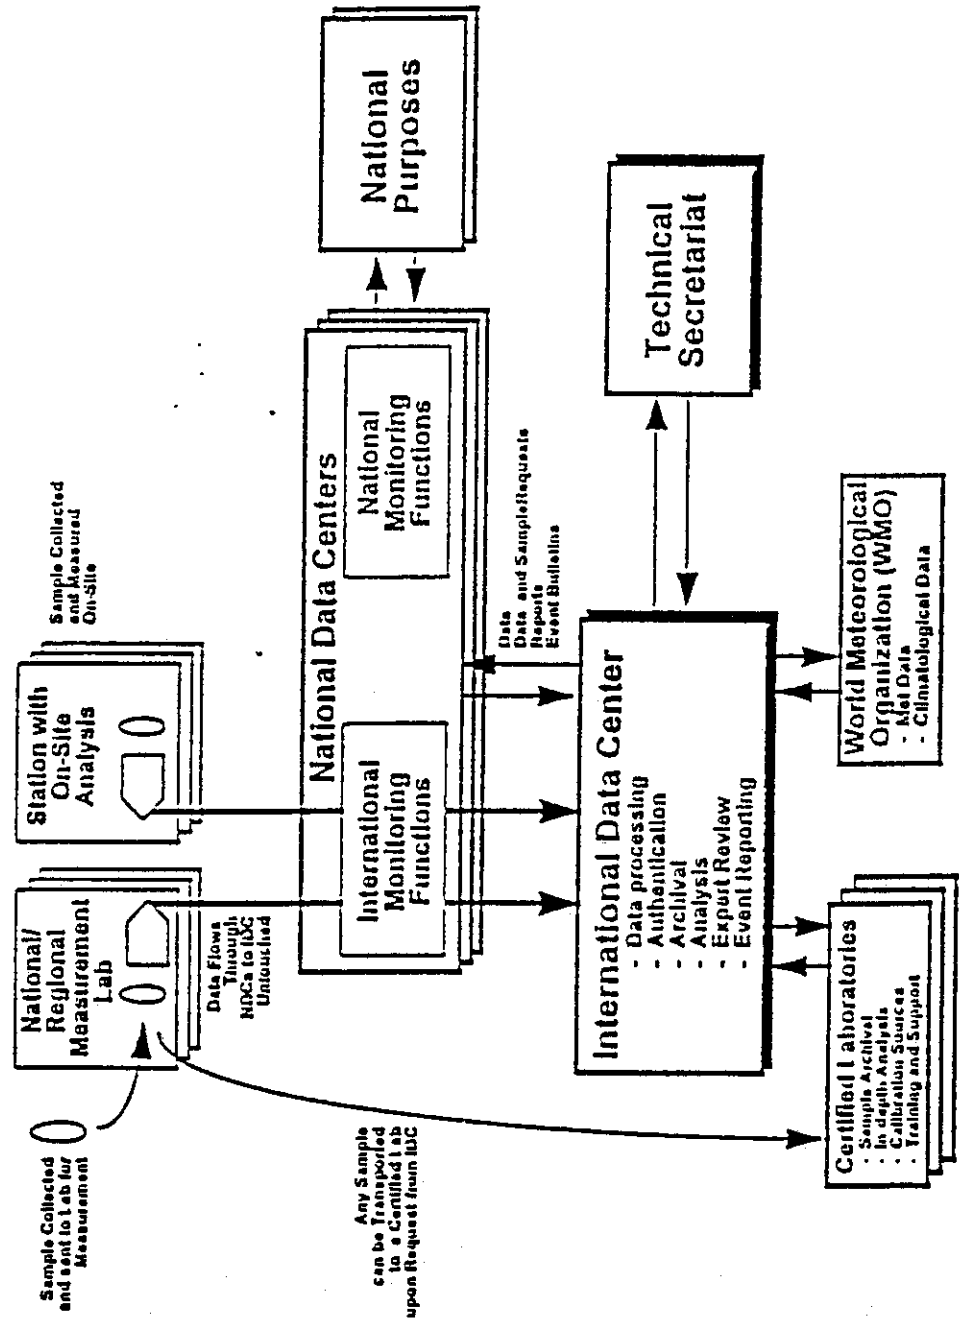 Sample Collected
and sent to Lab for
Measurement
National/
Regional
Measurement
Lab
Station with
On-Site
Analysis
Sample Collected
and Measured
On-Site
Data Flows
Through
NDCs to IDC
Untouched
National Data Centers
International
Monitoring
Functions
National
Monitoring
Functions
National
Purposes
Any Sample
can be Transported
to a Certified Lab
upon Request from IDC
Data
Data and Sample Requests
Reports
Event Bulletins
International Data Center
- Data processing
- Authentication
- Archival
- Analysis
- Expert Review
- Event Reporting
Technical
Secretariat
Certified Laboratories
- Sample Archival
- In depth Analysis
- Calibration Sources
- Training and Support
World Meteorological
Organization (WMO)
- Met Data
- Climatological Data